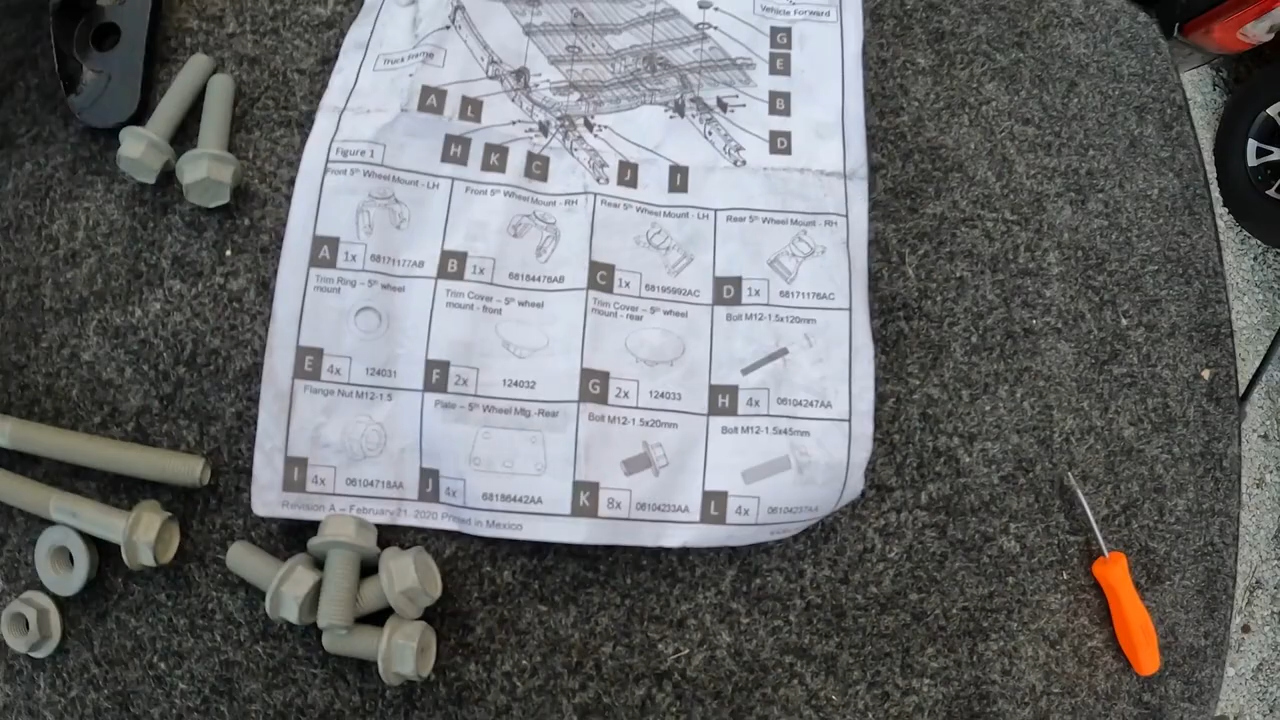 Vehicle Forward
G
Truck Frame
E
A
L
B
D
H
K
C
J
I
Figure 1
Front 5th Wheel Mount - LH
A 1x 68171177AB
Front 5th Wheel Mount - RH
B 1x 68184478AB
Rear 5th Wheel Mount - LH
C 1x 68195992AC
Rear 5th Wheel Mount - RH
D 1x 68171176AC
Trim Ring – 5th wheel
mount
E 4x 124031
Trim Cover – 5th wheel
mount - front
F 2x 124032
Trim Cover – 5th wheel
mount - rear
G 2x 124033
Bolt M12-1.5x120mm
H 4x 06104247AA
Flange Nut M12-1.5
I 4x 06104718AA
Plate – 5th Wheel Mtg.-Rear
J 4x 68186442AA
Bolt M12-1.5x20mm
K 8x 06104233AA
Bolt M12-1.5x45mm
L 4x 06104237AA
Revision A – February 21, 2020 Printed in Mexico